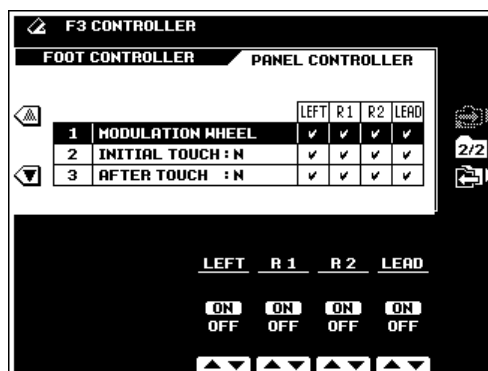 F3 CONTROLLER
FOOT CONTROLLER PANEL CONTROLLER
LEFT R1 R2 LEAD
1 MODULATION WHEEL ✓ ✓ ✓ ✓
2 INITIAL TOUCH : N ✓ ✓ ✓ ✓
3 AFTER TOUCH : N ✓ ✓ ✓ ✓
2/2
LEFT R 1 R 2 LEAD
ON ON ON ON
OFF OFF OFF OFF